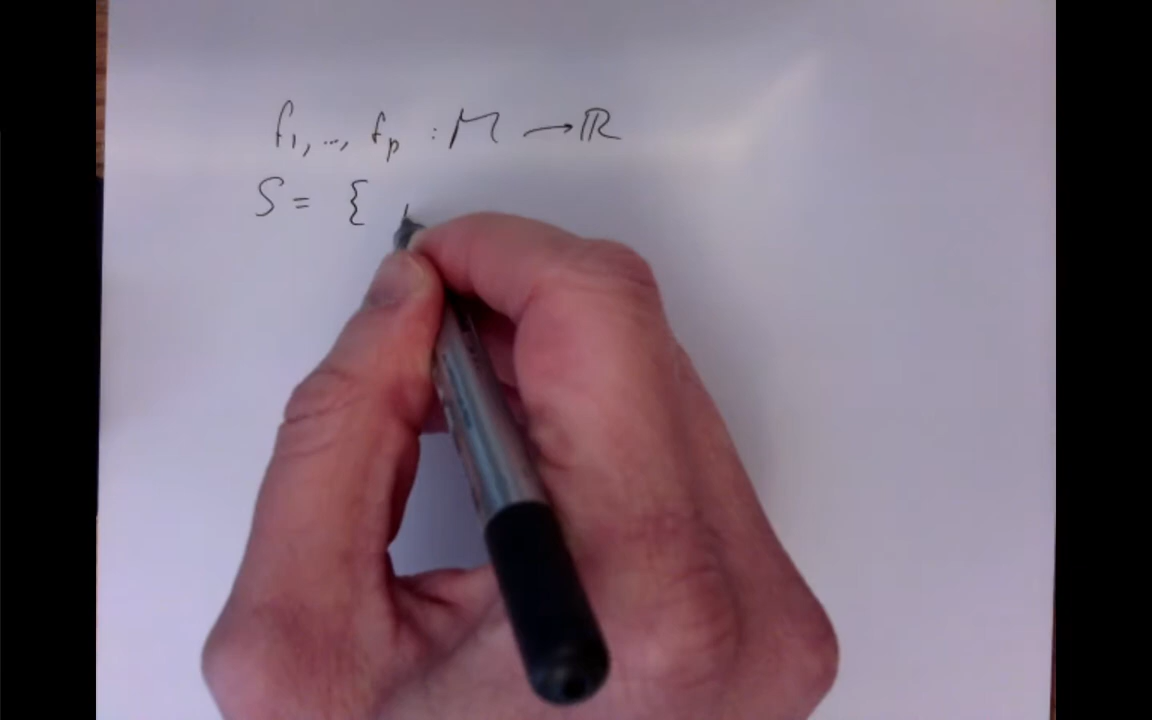 f₁, ..., fₚ : M → ℝ
S = {